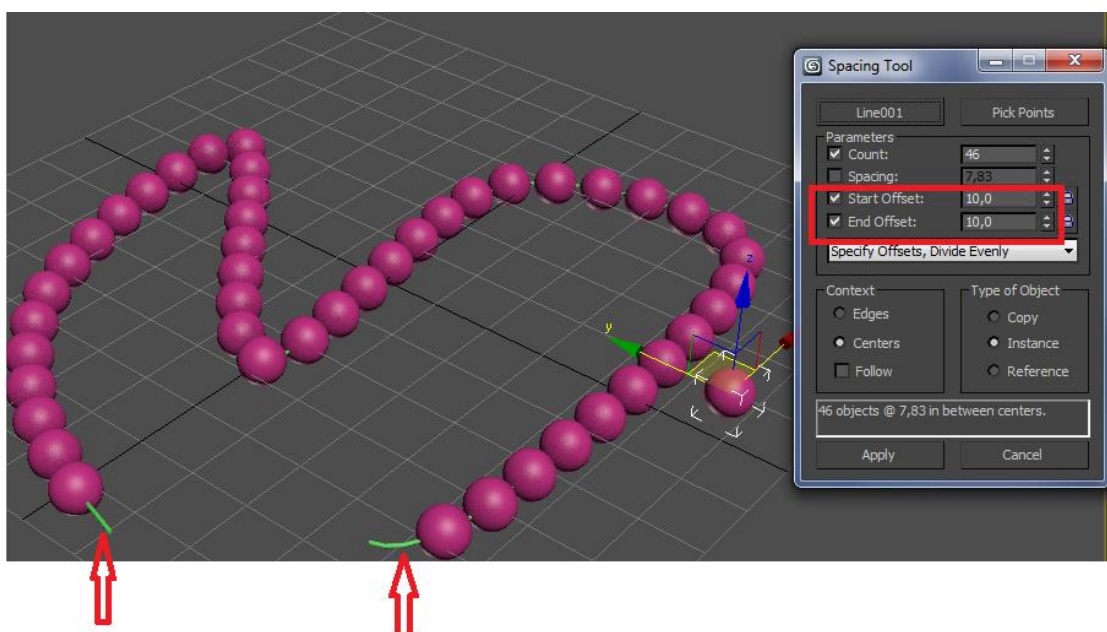 Spacing Tool
Line001 Pick Points
Parameters
Count: 46
Spacing: 7,83
Start Offset: 10,0
End Offset: 10,0
Specify Offsets, Divide Evenly
Context Type of Object
Edges Copy
Centers Instance
Follow Reference
46 objects @ 7,83 in between centers.
Apply Cancel
z
y